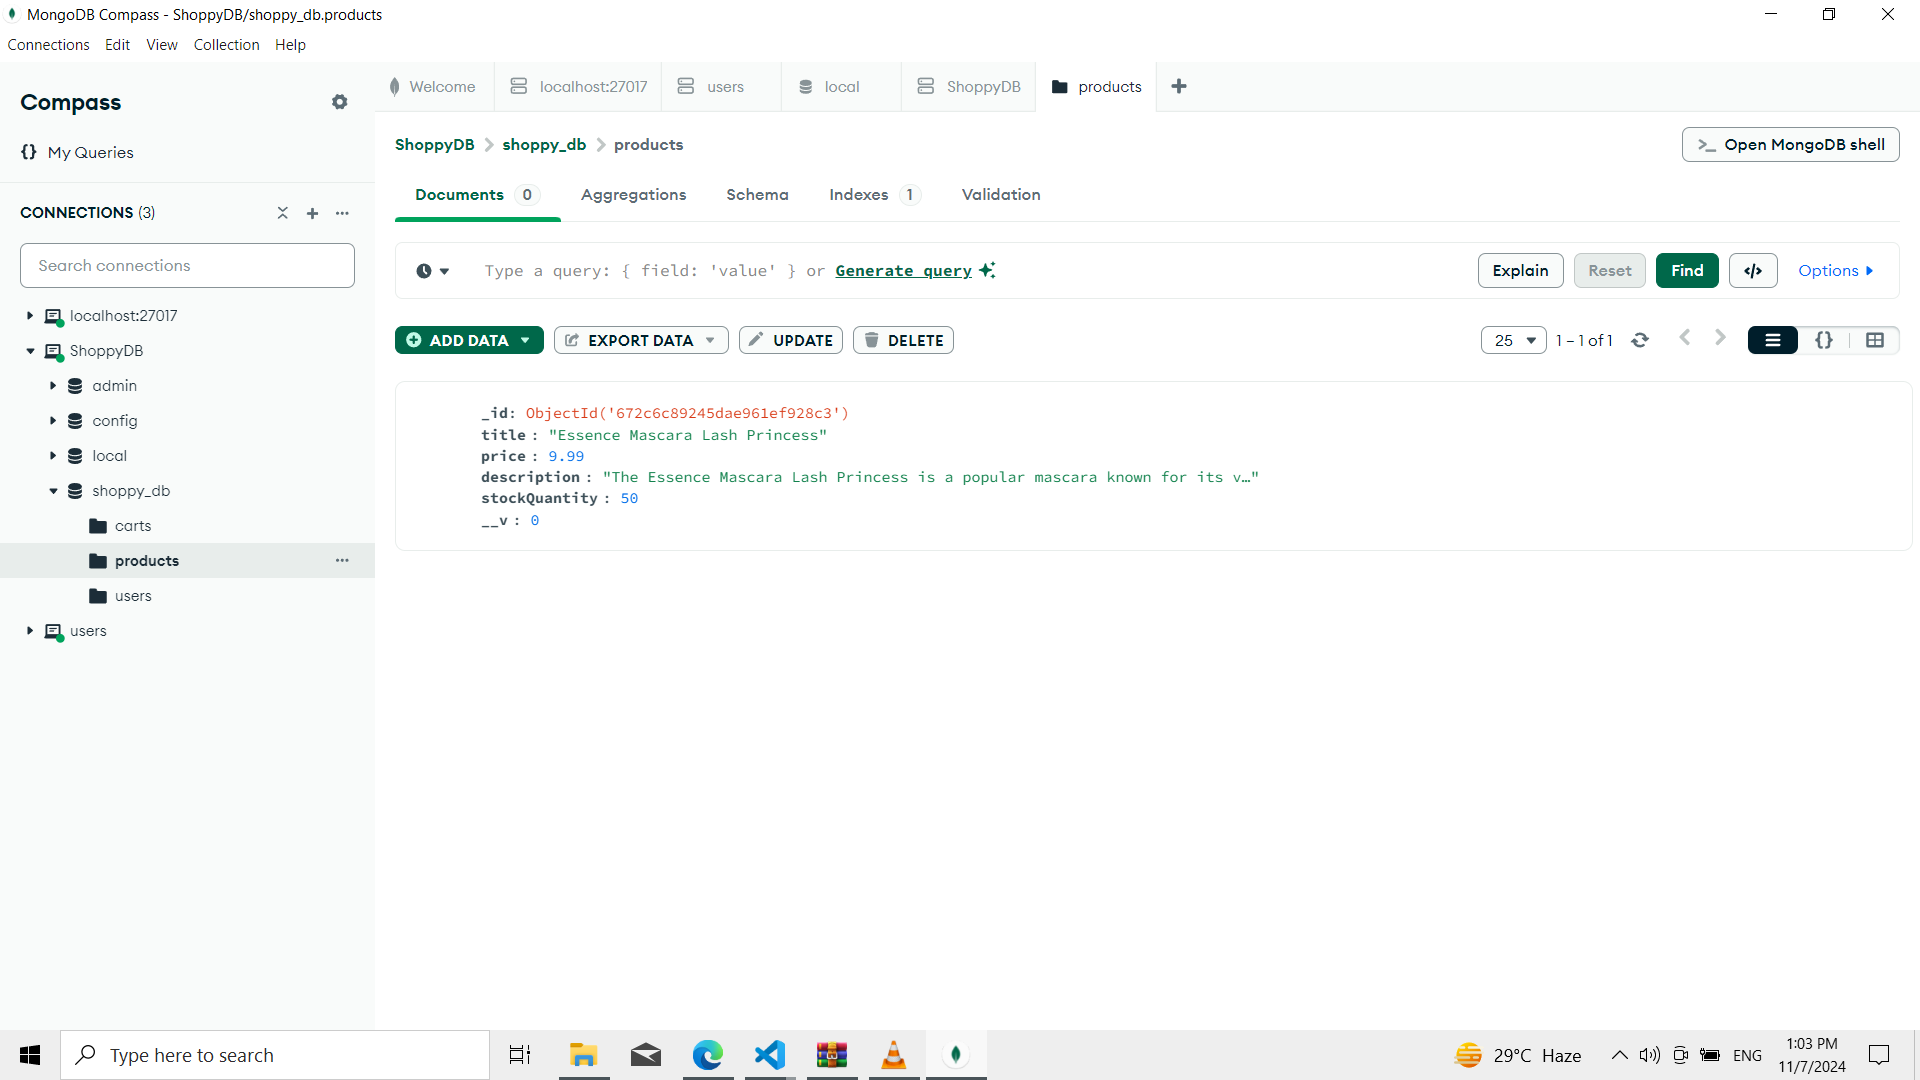 MongoDB Compass - ShoppyDB/shoppy_db.products
Connections Edit View Collection Help
Compass
{} My Queries
CONNECTIONS (3)
Search connections
localhost:27017
ShoppyDB
admin
config
local
shoppy_db
carts
products
users
users
Welcome localhost:27017 users local ShoppyDB products
ShoppyDB > shoppy_db > products
>_ Open MongoDB shell
Documents 0 Aggregations Schema Indexes 1 Validation
Type a query: { field: 'value' } or Generate query
Explain Reset Find </> Options
ADD DATA EXPORT DATA UPDATE DELETE
25 1 – 1 of 1 {}
_id: ObjectId('672c6c89245dae961ef928c3')
title : "Essence Mascara Lash Princess"
price : 9.99
description : "The Essence Mascara Lash Princess is a popular mascara known for its v…"
stockQuantity : 50
__v : 0
Type here to search
29°C Haze
ENG
1:03 PM
11/7/2024